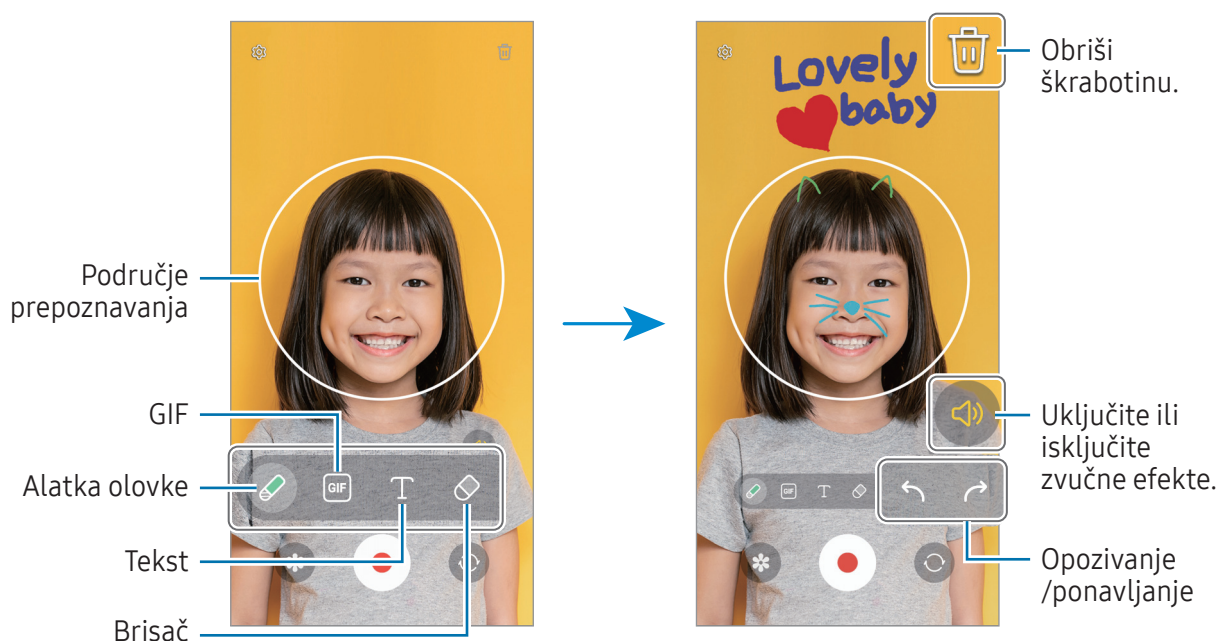 Područje
prepoznavanja
GIF
Alatka olovke
Tekst
Brisač
GIF
T
Lovely
baby
Obriši
škrabotinu.
GIF
T
Uključite ili
isključite
zvučne efekte.
Opozivanje
/ponavljanje